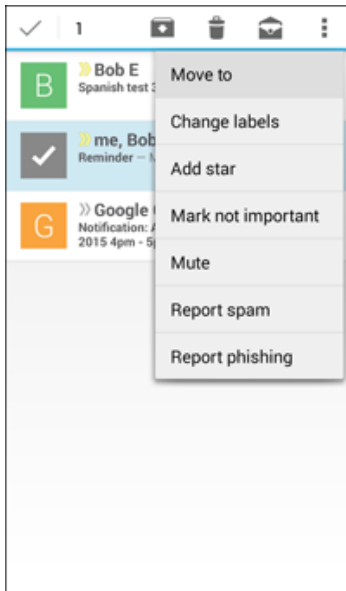 1
B
Bob E
Spanish test
Move to
Change labels
me, Bob
Reminder —
Add star
G
Google
Notification:
2015 4pm -
Mark not important
Mute
Report spam
Report phishing